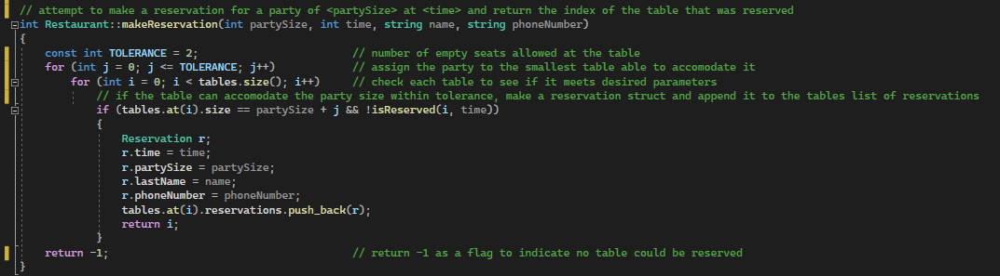 // attempt to make a reservation for a party of <partySize> at <time> and return the index of the table that was reserved
int Restaurant::makeReservation(int partySize, int time, string name, string phoneNumber)
{
    const int TOLERANCE = 2;                        // number of empty seats allowed at the table
    for (int j = 0; j <= TOLERANCE; j++)            // assign the party to the smallest table able to accomodate it
        for (int i = 0; i < tables.size(); i++)     // check each table to see if it meets desired parameters
            // if the table can accomodate the party size within tolerance, make a reservation struct and append it to the tables list of reservations
            if (tables.at(i).size == partySize + j && !isReserved(i, time))
            {
                Reservation r;
                r.time = time;
                r.partySize = partySize;
                r.lastName = name;
                r.phoneNumber = phoneNumber;
                tables.at(i).reservations.push_back(r);
                return i;
            }
    return -1;                                      // return -1 as a flag to indicate no table could be reserved
}